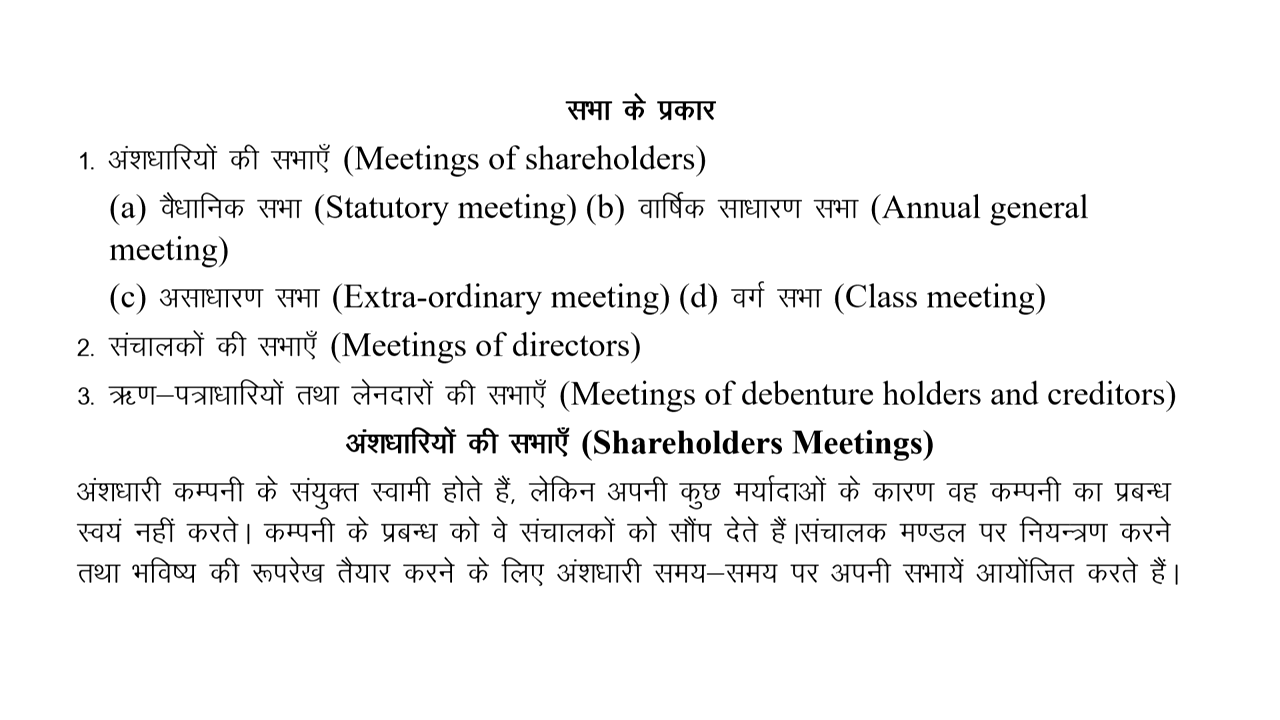 सभा के प्रकार
1. अंशधारियों की सभाएँ (Meetings of shareholders)
(a) वैधानिक सभा (Statutory meeting) (b) वार्षिक साधारण सभा (Annual general
meeting)
(c) असाधारण सभा (Extra-ordinary meeting) (d) वर्ग सभा (Class meeting)
2. संचालकों की सभाएँ (Meetings of directors)
3. ऋण–पत्राधारियों तथा लेनदारों की सभाएँ (Meetings of debenture holders and creditors)
अंशधारियों की सभाएँ (Shareholders Meetings)
अंशधारी कम्पनी के संयुक्त स्वामी होते हैं, लेकिन अपनी कुछ मर्यादाओं के कारण वह कम्पनी का प्रबन्ध
स्वयं नहीं करते। कम्पनी के प्रबन्ध को वे संचालकों को सौंप देते हैं।संचालक मण्डल पर नियन्त्रण करने
तथा भविष्य की रूपरेख तैयार करने के लिए अंशधारी समय–समय पर अपनी सभायें आयोंजित करते हैं।